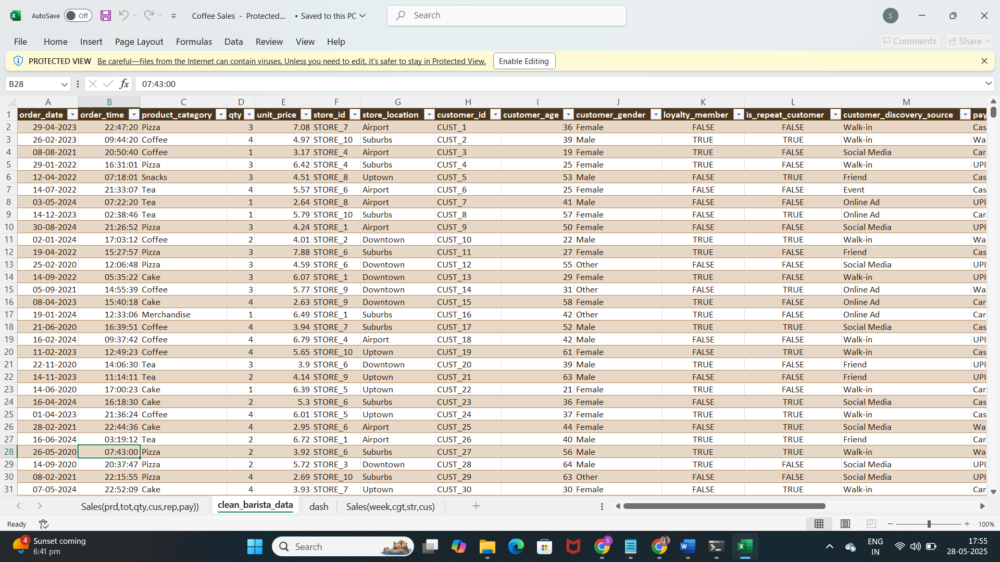 AutoSave Off Coffee Sales - Protected... • Saved to this PC Search S
File Home Insert Page Layout Formulas Data Review View Help Comments Share
PROTECTED VIEW Be careful—files from the Internet can contain viruses. Unless you need to edit, it's safer to stay in Protected View. Enable Editing
B28 fx 07:43:00
A B C D E F G H I J K L M
1 order_date order_time product_category qty unit_price store_id store_location customer_id customer_age customer_gender loyalty_member is_repeat_customer customer_discovery_source pay
2 29-04-2023 22:47:20 Pizza 3 7.08 STORE_7 Airport CUST_1 36 Female FALSE FALSE Walk-in Cas
3 26-02-2023 09:44:20 Coffee 4 4.97 STORE_10 Suburbs CUST_2 39 Male TRUE TRUE Walk-in Wa
4 08-08-2021 20:50:40 Coffee 1 3.17 STORE_4 Airport CUST_3 19 Female TRUE FALSE Social Media Car
5 29-01-2022 16:31:01 Pizza 3 6.42 STORE_4 Suburbs CUST_4 25 Female TRUE FALSE Walk-in UPI
6 12-04-2022 07:18:01 Snacks 3 4.51 STORE_8 Uptown CUST_5 53 Male FALSE TRUE Friend Cas
7 14-07-2022 21:33:07 Tea 4 5.57 STORE_6 Airport CUST_6 25 Female FALSE FALSE Event Cas
8 03-05-2024 07:22:20 Tea 1 2.64 STORE_8 Airport CUST_7 41 Male FALSE FALSE Online Ad UPI
9 14-12-2023 02:38:46 Tea 1 5.79 STORE_10 Suburbs CUST_8 57 Female FALSE TRUE Online Ad Car
10 30-08-2024 21:26:52 Pizza 3 4.24 STORE_1 Airport CUST_9 50 Female FALSE FALSE Social Media UPI
11 02-01-2024 17:03:12 Coffee 2 4.01 STORE_2 Downtown CUST_10 22 Male TRUE TRUE Walk-in Wa
12 19-04-2022 15:27:57 Pizza 3 7.88 STORE_6 Suburbs CUST_11 27 Female TRUE FALSE Friend Cas
13 25-02-2020 12:06:48 Pizza 3 4.59 STORE_6 Downtown CUST_12 55 Other FALSE FALSE Social Media UPI
14 14-09-2022 05:35:22 Cake 3 6.07 STORE_1 Downtown CUST_13 29 Female TRUE FALSE Walk-in UPI
15 05-09-2021 14:55:39 Coffee 3 5.77 STORE_9 Downtown CUST_14 31 Other FALSE TRUE Online Ad Wa
16 08-04-2023 15:40:18 Cake 4 2.63 STORE_9 Downtown CUST_15 58 Female TRUE FALSE Online Ad Car
17 19-01-2024 12:33:06 Merchandise 1 6.49 STORE_1 Suburbs CUST_16 42 Other TRUE FALSE Online Ad Car
18 21-06-2020 16:39:51 Coffee 4 3.94 STORE_7 Suburbs CUST_17 52 Male TRUE TRUE Social Media Cas
19 16-02-2024 09:37:42 Coffee 4 6.79 STORE_4 Airport CUST_18 42 Male TRUE FALSE Walk-in UPI
20 11-02-2023 12:49:23 Coffee 4 5.65 STORE_10 Uptown CUST_19 61 Female TRUE FALSE Walk-in Cas
21 22-11-2020 14:06:30 Tea 3 3.9 STORE_6 Downtown CUST_20 39 Male TRUE FALSE Friend UPI
22 14-11-2023 11:14:11 Tea 2 4.14 STORE_9 Uptown CUST_21 63 Male FALSE FALSE Friend UPI
23 14-06-2020 17:00:23 Cake 1 6.39 STORE_5 Uptown CUST_22 21 Female TRUE FALSE Walk-in Car
24 16-04-2024 16:18:30 Cake 2 5.3 STORE_6 Suburbs CUST_23 36 Female FALSE TRUE Social Media Cas
25 01-04-2023 21:36:24 Coffee 4 6.01 STORE_5 Uptown CUST_24 37 Female TRUE TRUE Walk-in Cas
26 28-02-2021 22:44:36 Cake 4 2.95 STORE_6 Airport CUST_25 44 Female FALSE TRUE Social Media Wa
27 16-06-2024 03:19:12 Tea 2 6.72 STORE_1 Airport CUST_26 40 Male TRUE TRUE Friend Car
28 26-05-2020 07:43:00 Pizza 2 3.92 STORE_6 Suburbs CUST_27 56 Male TRUE TRUE Walk-in Wa
29 14-09-2020 20:37:47 Pizza 2 5.72 STORE_3 Downtown CUST_28 64 Male TRUE FALSE Social Media UPI
30 08-02-2021 22:15:55 Pizza 4 2.69 STORE_10 Suburbs CUST_29 63 Other FALSE FALSE Social Media UPI
31 07-05-2024 22:52:09 Cake 4 3.93 STORE_7 Uptown CUST_30 30 Female FALSE TRUE Walk-in Car
Sales(prd,tot,qty,cus,rep,pay)) clean_barista_data dash Sales(week,cgt,str,cus)
Ready 100%
4 Sunset coming
6:41 pm
Search
ENG
IN
17:55
28-05-2025